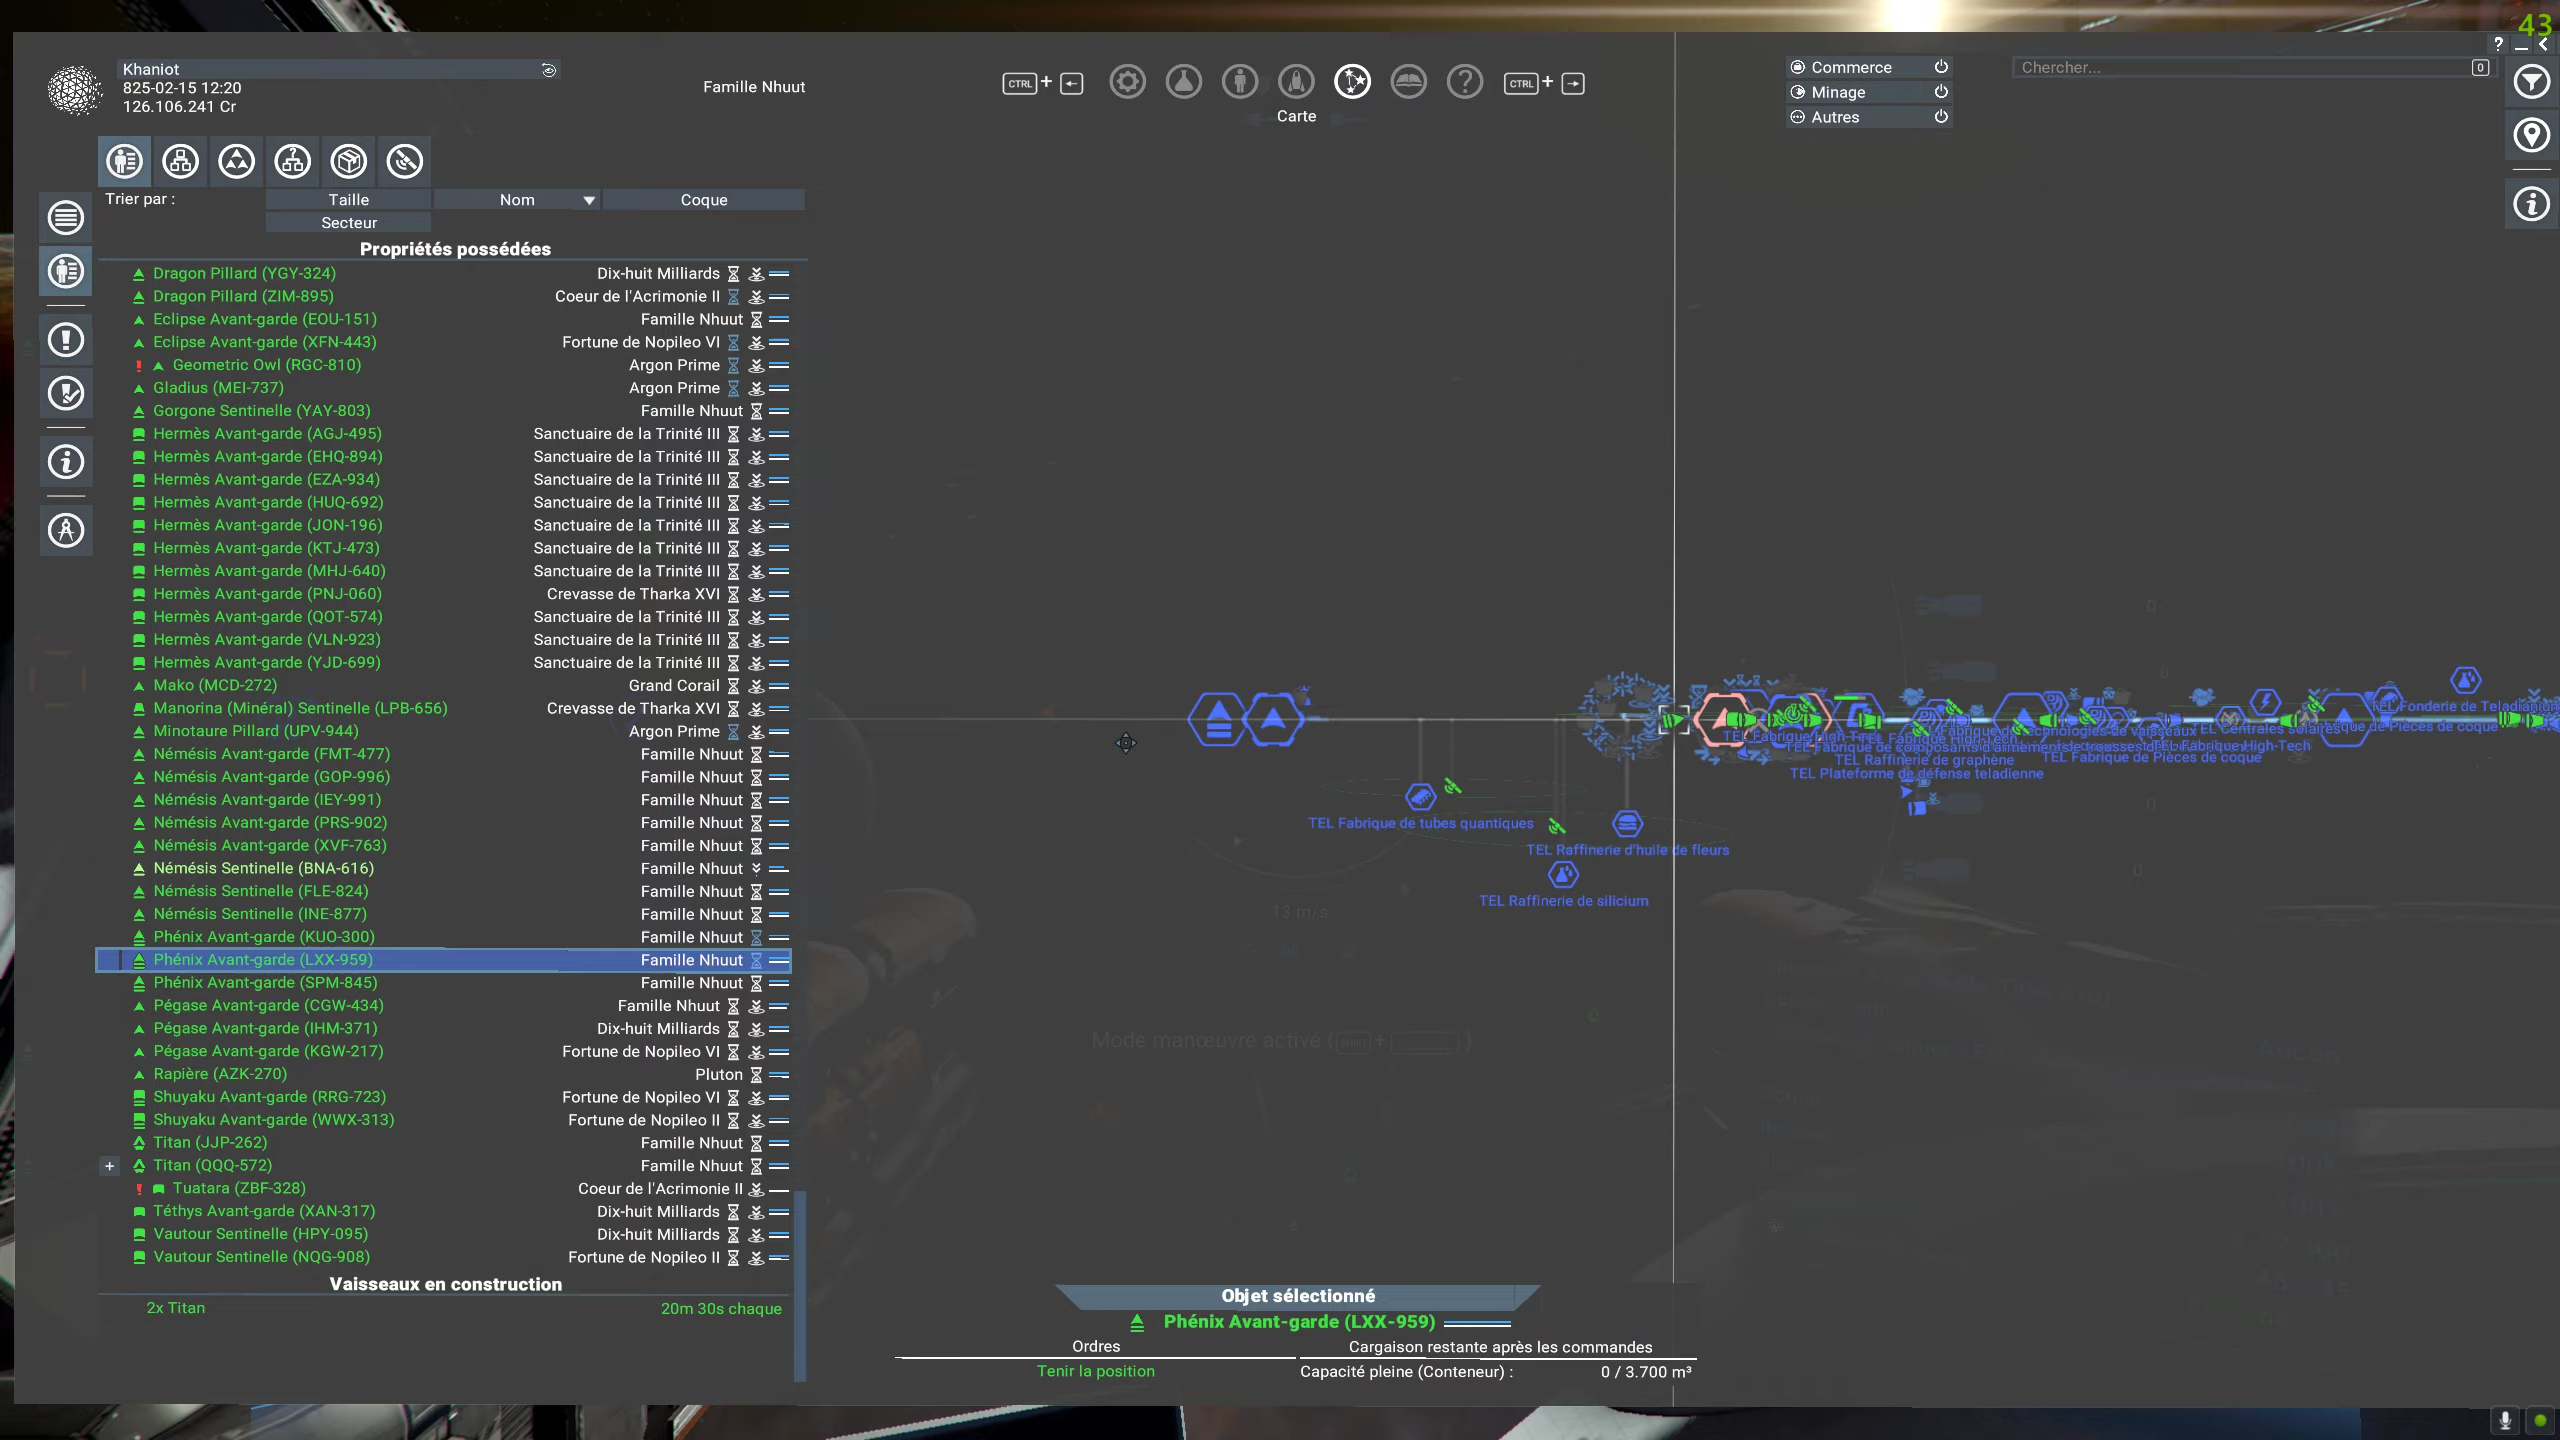 43
Khaniot
825-02-15 12:20
126.106.241 Cr
Famille Nhuut
CTRL +
Carte
CTRL +
Commerce
Minage
Autres
Chercher...
0
Trier par :
Taille
Nom
Coque
Secteur
Propriétés possédées
Dragon Pillard (YGY-324) Dix-huit Milliards
Dragon Pillard (ZIM-895) Coeur de l'Acrimonie II
Eclipse Avant-garde (EOU-151) Famille Nhuut
Eclipse Avant-garde (XFN-443) Fortune de Nopileo VI
! Geometric Owl (RGC-810) Argon Prime
Gladius (MEI-737) Argon Prime
Gorgone Sentinelle (YAY-803) Famille Nhuut
Hermès Avant-garde (AGJ-495) Sanctuaire de la Trinité III
Hermès Avant-garde (EHQ-894) Sanctuaire de la Trinité III
Hermès Avant-garde (EZA-934) Sanctuaire de la Trinité III
Hermès Avant-garde (HUQ-692) Sanctuaire de la Trinité III
Hermès Avant-garde (JON-196) Sanctuaire de la Trinité III
Hermès Avant-garde (KTJ-473) Sanctuaire de la Trinité III
Hermès Avant-garde (MHJ-640) Sanctuaire de la Trinité III
Hermès Avant-garde (PNJ-060) Crevasse de Tharka XVI
Hermès Avant-garde (QOT-574) Sanctuaire de la Trinité III
Hermès Avant-garde (VLN-923) Sanctuaire de la Trinité III
Hermès Avant-garde (YJD-699) Sanctuaire de la Trinité III
Mako (MCD-272) Grand Corail
Manorina (Minéral) Sentinelle (LPB-656) Crevasse de Tharka XVI
Minotaure Pillard (UPV-944) Argon Prime
Némésis Avant-garde (FMT-477) Famille Nhuut
Némésis Avant-garde (GOP-996) Famille Nhuut
Némésis Avant-garde (IEY-991) Famille Nhuut
Némésis Avant-garde (PRS-902) Famille Nhuut
Némésis Avant-garde (XVF-763) Famille Nhuut
Némésis Sentinelle (BNA-616) Famille Nhuut
Némésis Sentinelle (FLE-824) Famille Nhuut
Némésis Sentinelle (INE-877) Famille Nhuut
Phénix Avant-garde (KUO-300) Famille Nhuut
Phénix Avant-garde (LXX-959) Famille Nhuut
Phénix Avant-garde (SPM-845) Famille Nhuut
Pégase Avant-garde (CGW-434) Famille Nhuut
Pégase Avant-garde (IHM-371) Dix-huit Milliards
Pégase Avant-garde (KGW-217) Fortune de Nopileo VI
Rapière (AZK-270) Pluton
Shuyaku Avant-garde (RRG-723) Fortune de Nopileo VI
Shuyaku Avant-garde (WWX-313) Fortune de Nopileo II
Titan (JJP-262) Famille Nhuut
+ Titan (QQQ-572) Famille Nhuut
! Tuatara (ZBF-328) Coeur de l'Acrimonie II
Téthys Avant-garde (XAN-317) Dix-huit Milliards
Vautour Sentinelle (HPY-095) Dix-huit Milliards
Vautour Sentinelle (NQG-908) Fortune de Nopileo II
Vaisseaux en construction
2x Titan 20m 30s chaque
TEL Fonderie de Teladianium
TEL Fabrique High-Tech
TEL Fabrique de Pièces de coque
TEL Raffinerie de graphène
TEL Plateforme de défense teladienne
TEL Fabrique de tubes quantiques
TEL Raffinerie d'huile de fleurs
TEL Raffinerie de silicium
13 m/s
Mode manœuvre activé (SHIFT + )
Objet sélectionné
Phénix Avant-garde (LXX-959)
Ordres
Cargaison restante après les commandes
Tenir la position
Capacité pleine (Conteneur) : 0 / 3.700 m³